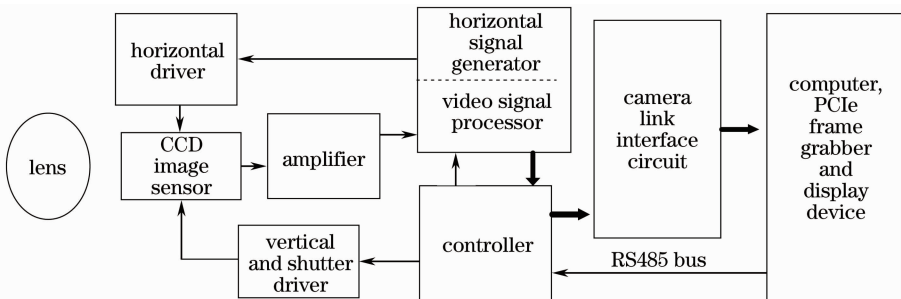 lens
horizontal
driver
CCD
image
sensor
amplifier
vertical
and shutter
driver
horizontal
signal
generator
video signal
processor
controller
camera
link
interface
circuit
RS485 bus
computer,
PCIe
frame
grabber
and
display
device